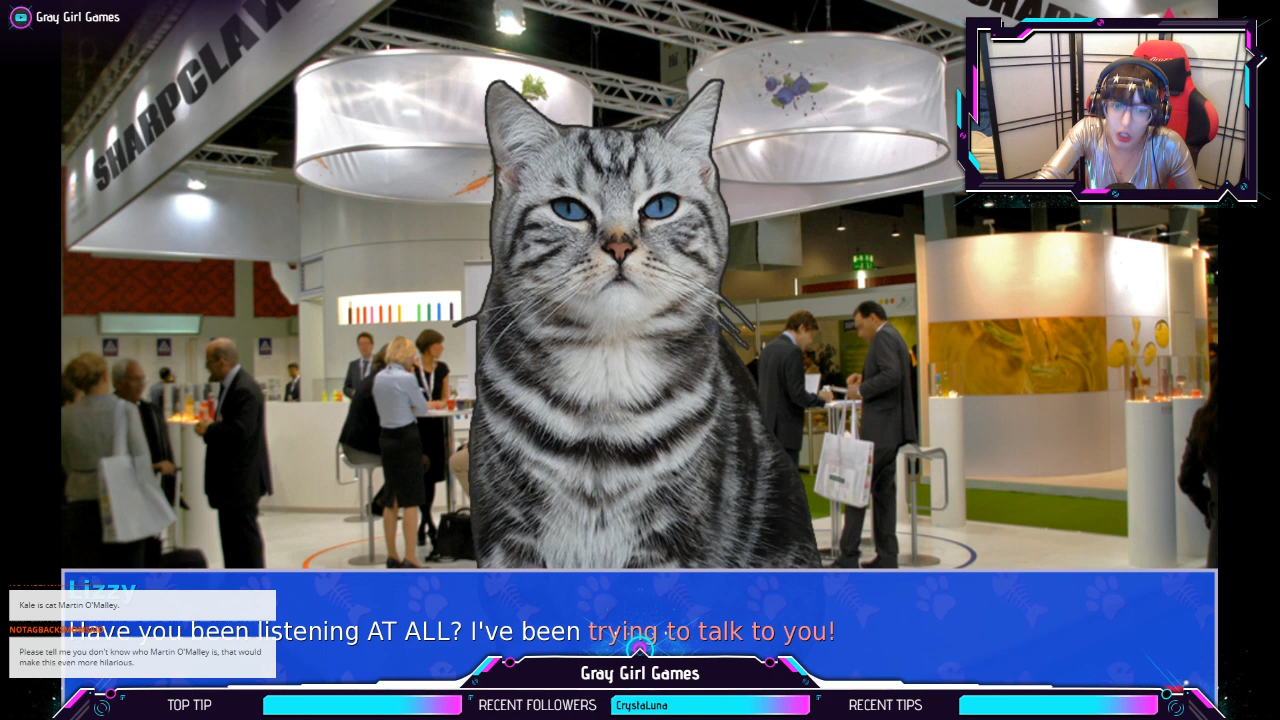 Gray Girl Games
SHARPCLAW
SHARP
Lizzy
Kale is cat Martin O'Malley.
Have you been listening AT ALL? I've been trying to talk to you!
Please tell me you don't know who Martin O'Malley is, that would
make this even more hilarious.
Gray Girl Games
TOP TIP
RECENT FOLLOWERS
CrystaLuna
RECENT TIPS